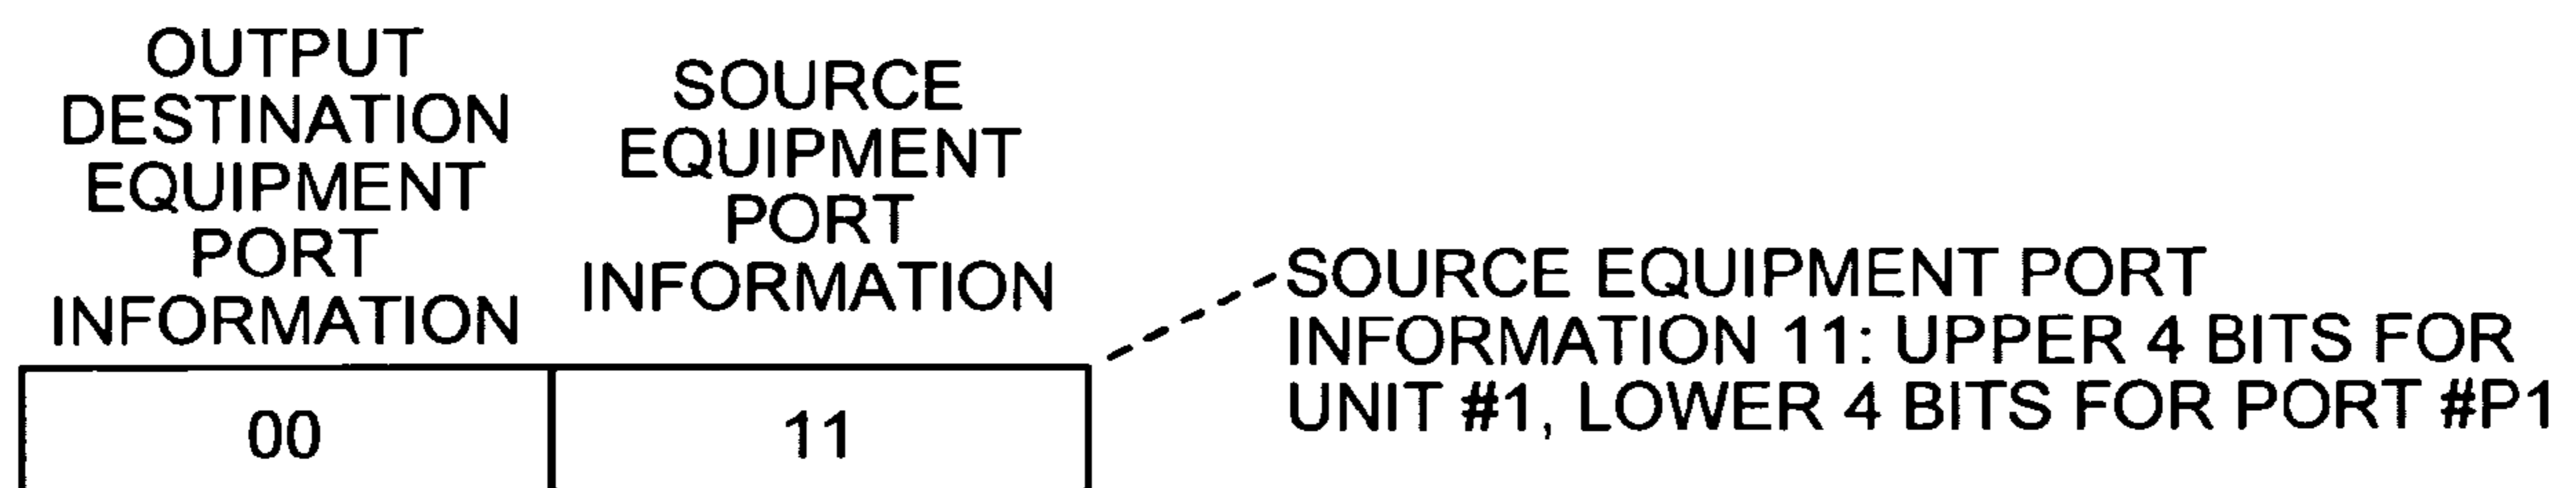 OUTPUT
DESTINATION
EQUIPMENT
PORT
INFORMATION
SOURCE
EQUIPMENT
PORT
INFORMATION
SOURCE EQUIPMENT PORT
INFORMATION 11: UPPER 4 BITS FOR
UNIT #1, LOWER 4 BITS FOR PORT #P1
00
11